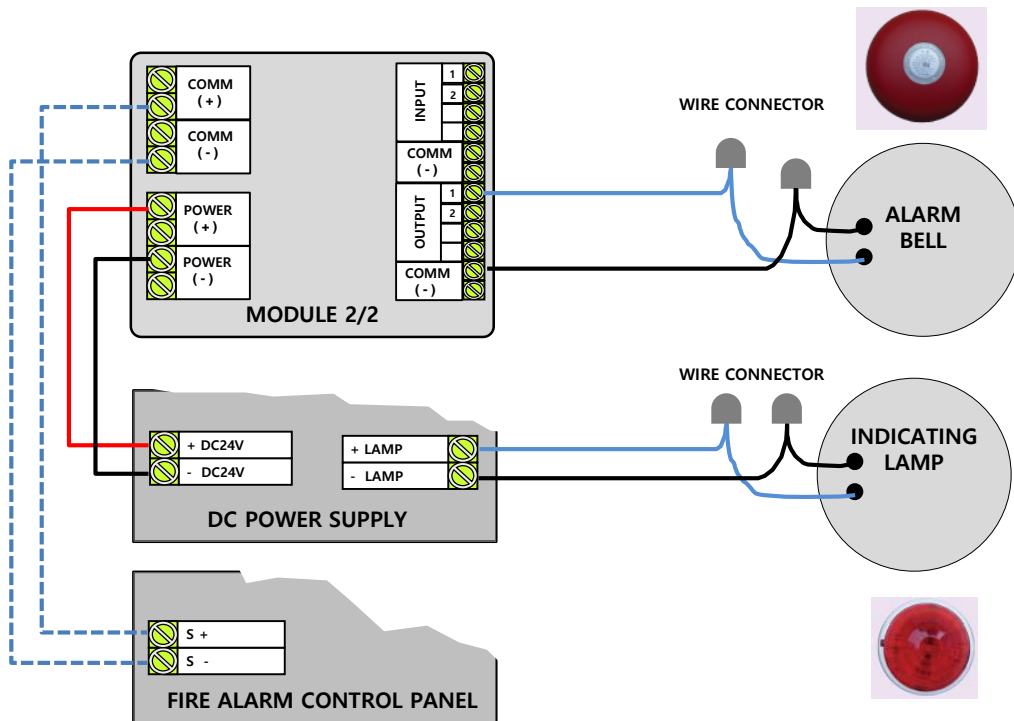 COMM
( + )
COMM
( - )
POWER
( + )
POWER
( - )
INPUT
1
2
COMM
( - )
OUTPUT
1
2
COMM
( - )
MODULE 2/2
WIRE CONNECTOR
ALARM
BELL
+ DC24V
- DC24V
+ LAMP
- LAMP
DC POWER SUPPLY
WIRE CONNECTOR
INDICATING
LAMP
S +
S -
FIRE ALARM CONTROL PANEL